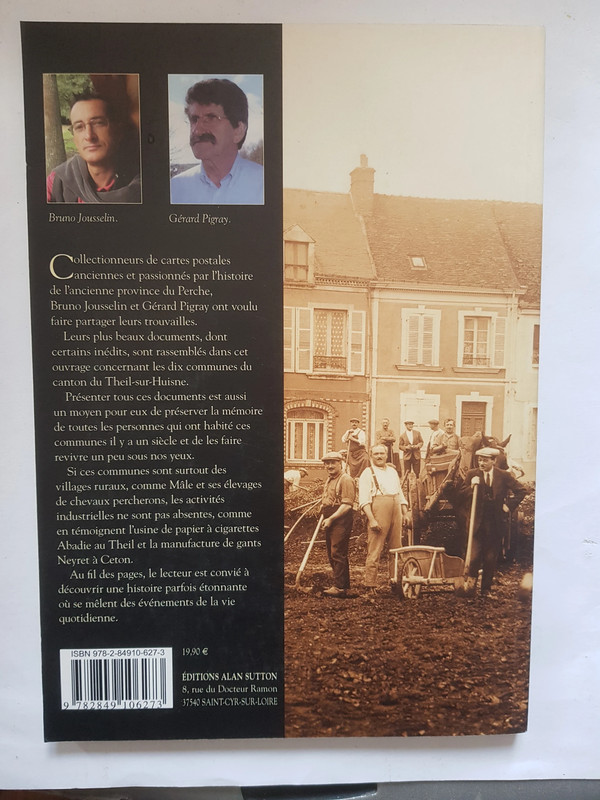 Bruno Jousselin.
Gérard Pigray.
Collectionneurs de cartes postales
anciennes et passionnés par l'histoire
de l'ancienne province du Perche,
Bruno Jousselin et Gérard Pigray ont voulu
faire partager leurs trouvailles.
Leurs plus beaux documents, dont
certains inédits, sont rassemblés dans cet
ouvrage concernant les dix communes du
canton du Theil-sur-Huisne.
Présenter tous ces documents est aussi
un moyen pour eux de préserver la mémoire
de toutes les personnes qui ont habité ces
communes il y a un siècle et de les faire
revivre un peu sous nos yeux.
Si ces communes sont surtout des
villages ruraux, comme Mâle et ses élevages
de chevaux percherons, les activités
industrielles ne sont pas absentes, comme
en témoignent l'usine de papier à cigarettes
Abadie au Theil et la manufacture de gants
Neyret à Ceton.
Au fil des pages, le lecteur est convié à
découvrir une histoire parfois étonnante
où se mêlent des événements de la vie
quotidienne.
ISBN 978-2-84910-627-3
9 782849 106273
19,90 €
ÉDITIONS ALAN SUTTON
8, rue du Docteur Ramon
37540 SAINT-CYR-SUR-LOIRE